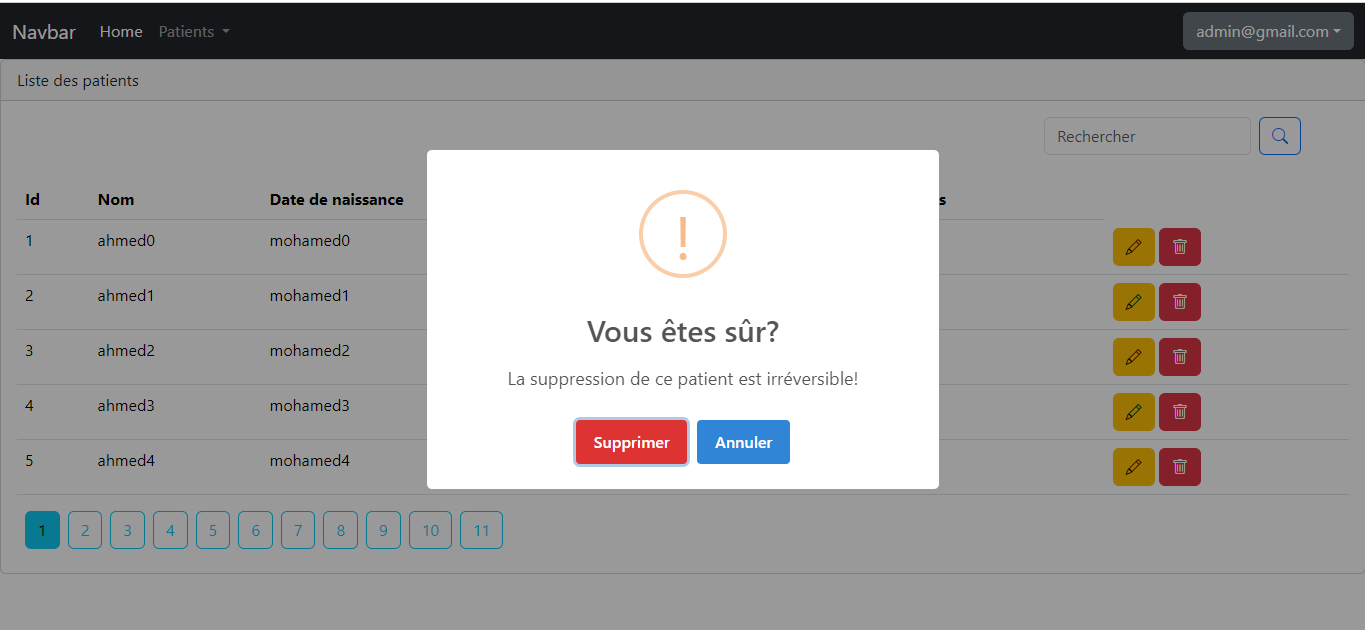 Navbar Home Patients admin@gmail.com
Liste des patients
Rechercher
Id Nom Date de naissance
1 ahmed0 mohamed0
2 ahmed1 mohamed1
3 ahmed2 mohamed2
4 ahmed3 mohamed3
5 ahmed4 mohamed4
!
Vous êtes sûr?
La suppression de ce patient est irréversible!
Supprimer Annuler
1 2 3 4 5 6 7 8 9 10 11